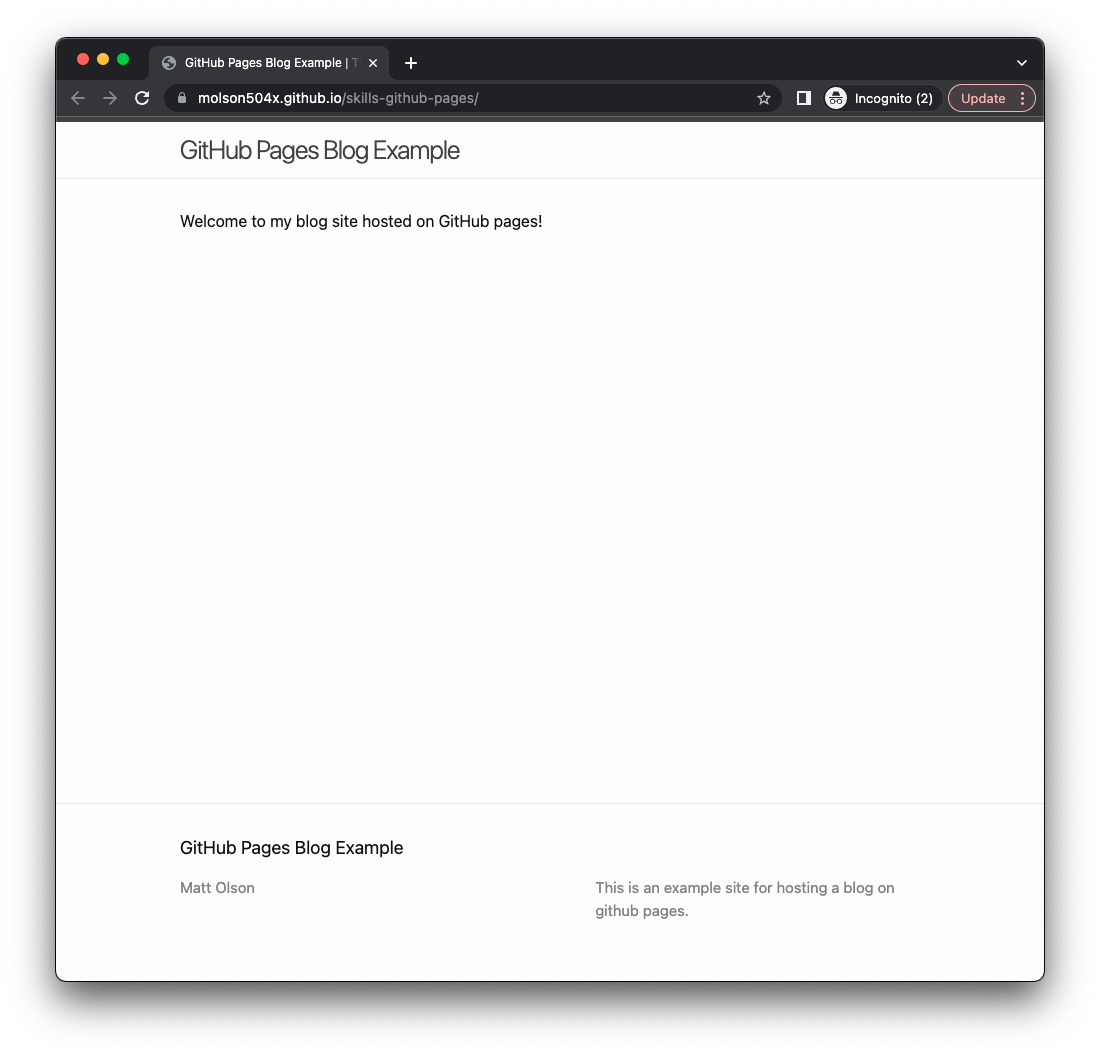 GitHub Pages Blog Example | T
molson504x.github.io/skills-github-pages/
Incognito (2)
Update
GitHub Pages Blog Example
Welcome to my blog site hosted on GitHub pages!
GitHub Pages Blog Example
Matt Olson
This is an example site for hosting a blog on
github pages.